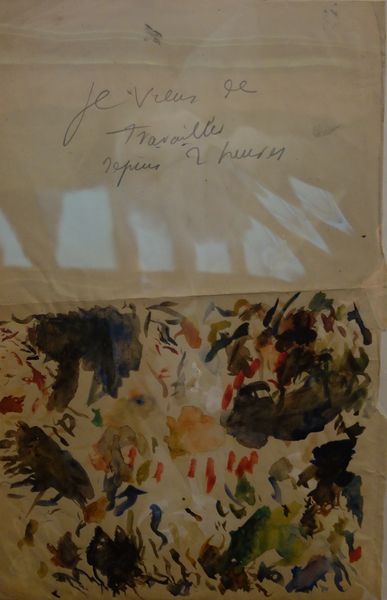 Je viens de
travailler
depuis 2 heures